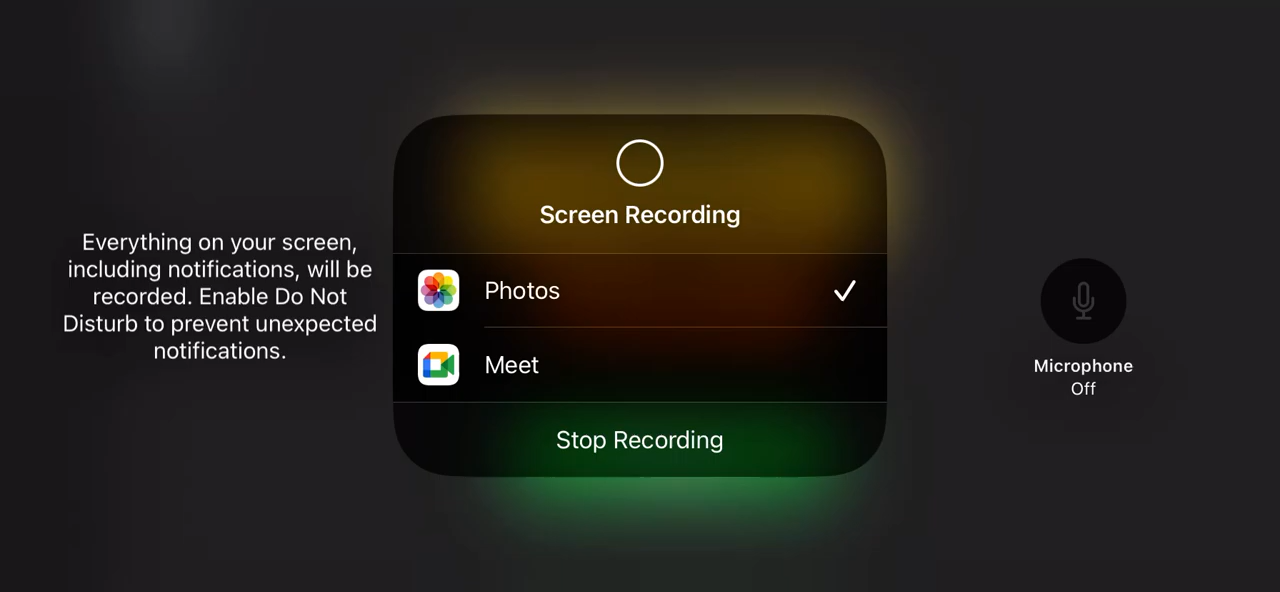 Everything on your screen,
including notifications, will be
recorded. Enable Do Not
Disturb to prevent unexpected
notifications.
Screen Recording
Photos
Meet
Stop Recording
Microphone
Off